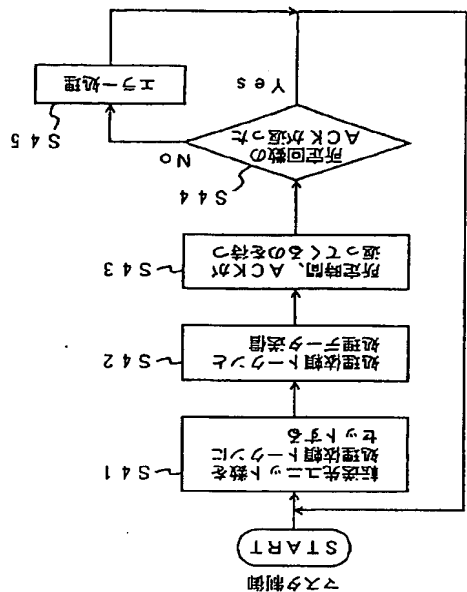 マスタ制御
START
転送先ユニット数を
処理依頼トークンに
セットする
S41
処理依頼トークンと
処理データ送信
S42
所定時間、ACKが
返ってくるのを待つ
S43
所定回数の
ACKが返った
S44
No
Yes
エラー処理
S45